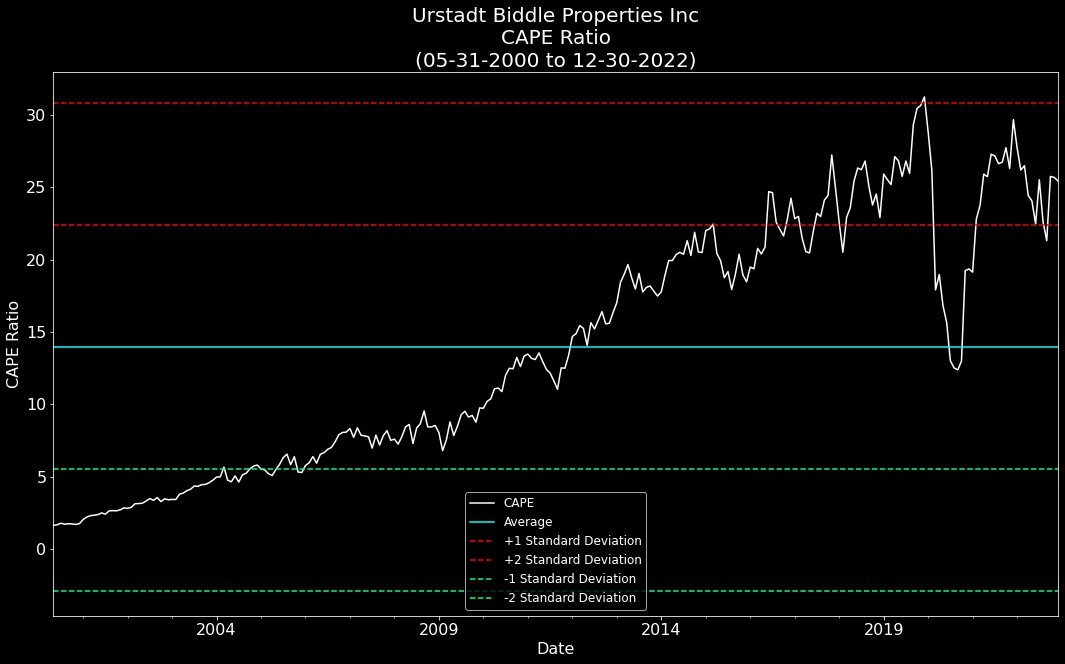 Urstadt Biddle Properties Inc
CAPE Ratio
(05-31-2000 to 12-30-2022)
CAPE Ratio
30
25
20
15
10
5
0
CAPE
Average
+1 Standard Deviation
+2 Standard Deviation
-1 Standard Deviation
-2 Standard Deviation
2004
2009
2014
2019
Date